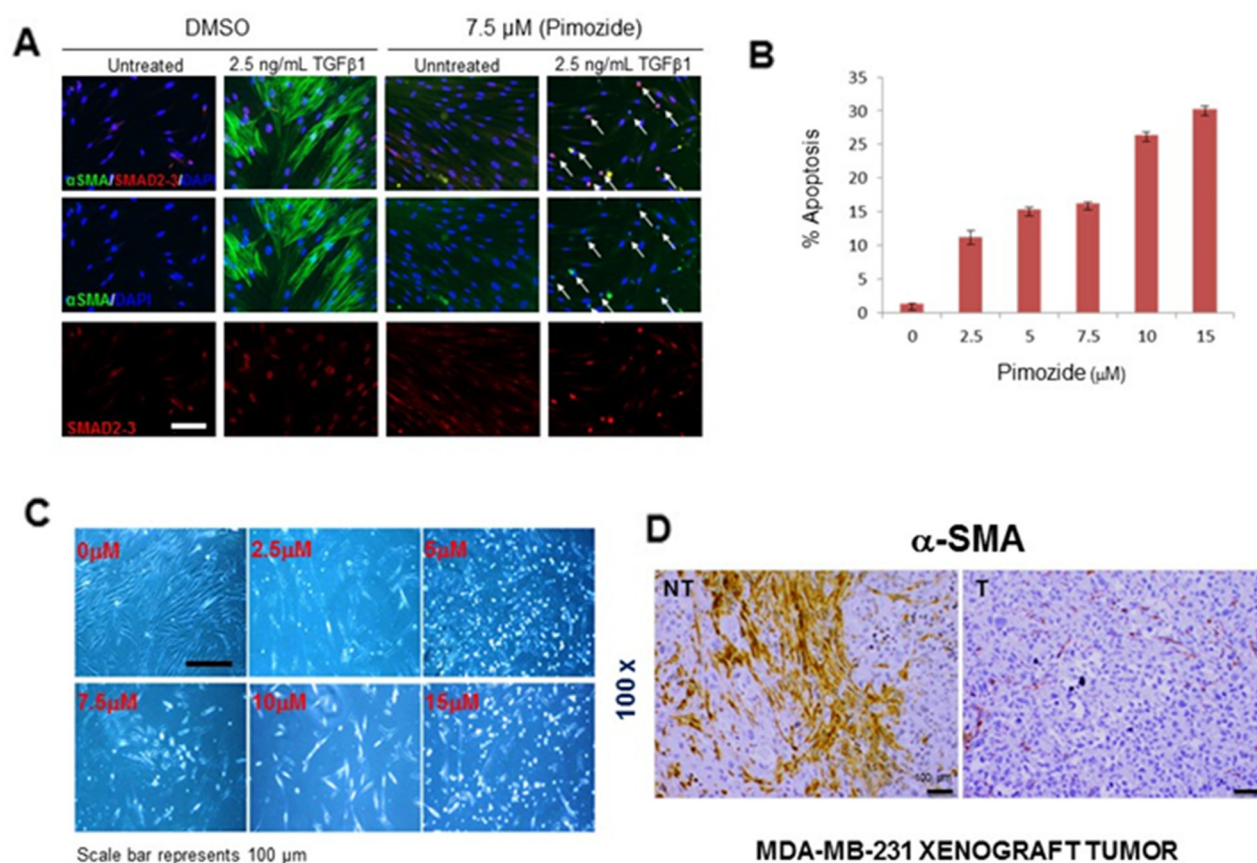 A
DMSO
7.5 µM (Pimozide)
Untreated
2.5 ng/mL TGFβ1
Unntreated
2.5 ng/mL TGFβ1
αSMA/SMAD2-3/DAPI
αSMA/DAPI
SMAD2-3
B
35
30
25
20
15
10
5
0
% Apoptosis
0
2.5
5
7.5
10
15
Pimozide (µM)
C
0µM
2.5µM
5µM
7.5µM
10µM
15µM
Scale bar represents 100 µm
D
α-SMA
NT
T
100 x
100 µm
MDA-MB-231 XENOGRAFT TUMOR